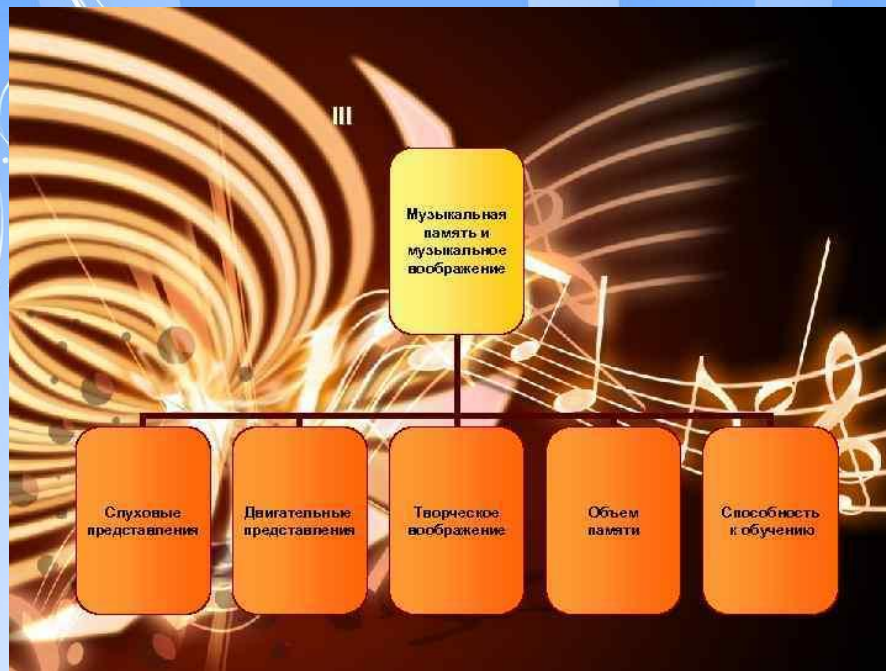 III
Музыкальная
память и
музыкальное
воображение
Слуховые
представления
Двигательные
представления
Творческое
воображение
Объем
памяти
Способность
к обучению